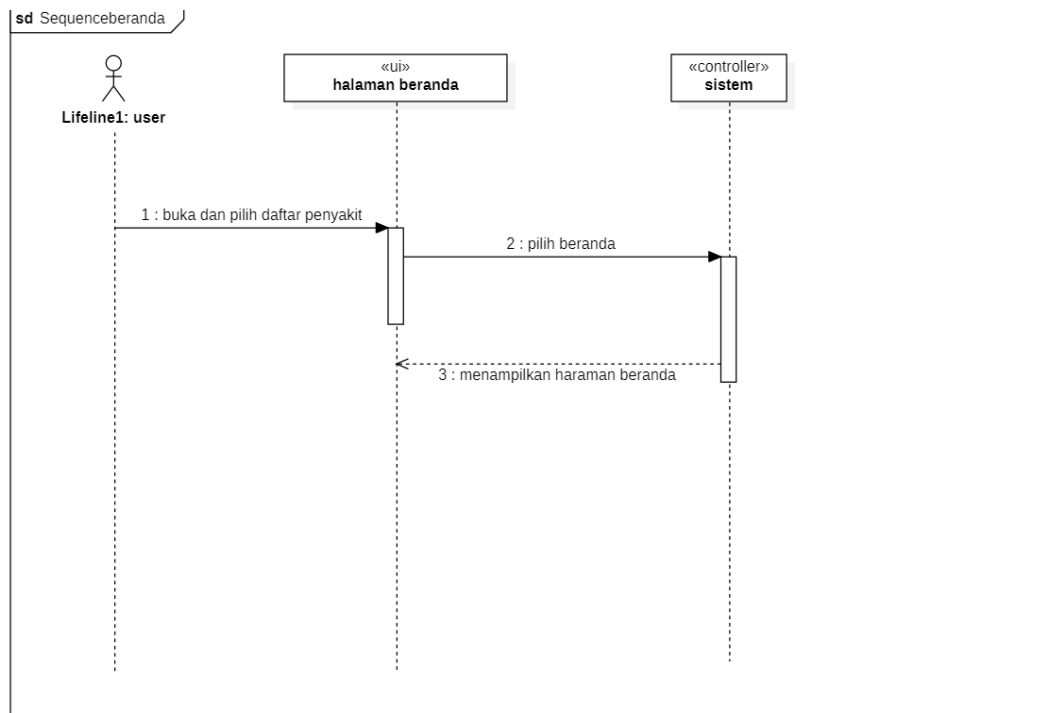 sd Sequenceberanda
«ui»
halaman beranda
«controller»
sistem
Lifeline1: user
1 : buka dan pilih daftar penyakit
2 : pilih beranda
3 : menampilkan haraman beranda